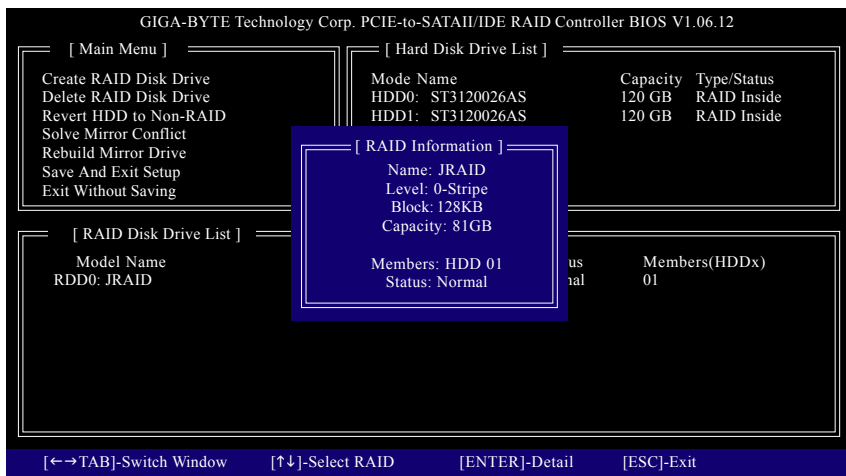 GIGA-BYTE Technology Corp. PCIE-to-SATAII/IDE RAID Controller BIOS V1.06.12
[ Main Menu ]
Create RAID Disk Drive
Delete RAID Disk Drive
Revert HDD to Non-RAID
Solve Mirror Conflict
Rebuild Mirror Drive
Save And Exit Setup
Exit Without Saving
[ Hard Disk Drive List ]
Mode Name Capacity Type/Status
HDD0: ST3120026AS 120 GB RAID Inside
HDD1: ST3120026AS 120 GB RAID Inside
[ RAID Information ]
Name: JRAID
Level: 0-Stripe
Block: 128KB
Capacity: 81GB
Members: HDD 01
Status: Normal
[ RAID Disk Drive List ]
Model Name us Members(HDDx)
RDD0: JRAID nal 01
[←→TAB]-Switch Window [↑↓]-Select RAID [ENTER]-Detail [ESC]-Exit